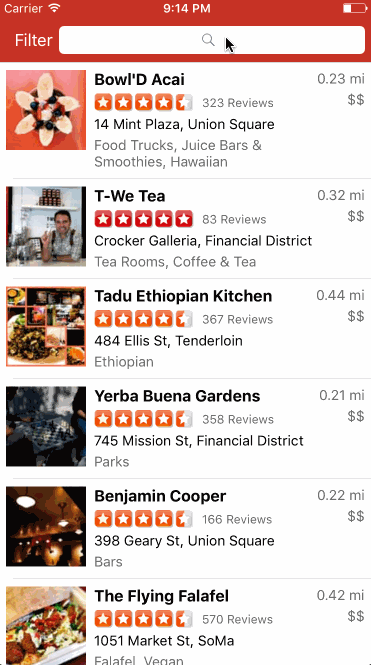 Carrier 9:14 PM
Filter
Bowl'D Acai 0.23 mi
323 Reviews $$
14 Mint Plaza, Union Square
Food Trucks, Juice Bars &
Smoothies, Hawaiian
T-We Tea 0.32 mi
83 Reviews $$
Crocker Galleria, Financial District
Tea Rooms, Coffee & Tea
Tadu Ethiopian Kitchen 0.44 mi
367 Reviews $$
484 Ellis St, Tenderloin
Ethiopian
Yerba Buena Gardens 0.21 mi
358 Reviews $$
745 Mission St, Financial District
Parks
Benjamin Cooper 0.22 mi
166 Reviews $$
398 Geary St, Union Square
Bars
The Flying Falafel 0.42 mi
570 Reviews $$
1051 Market St, SoMa
Falafel, Vegan